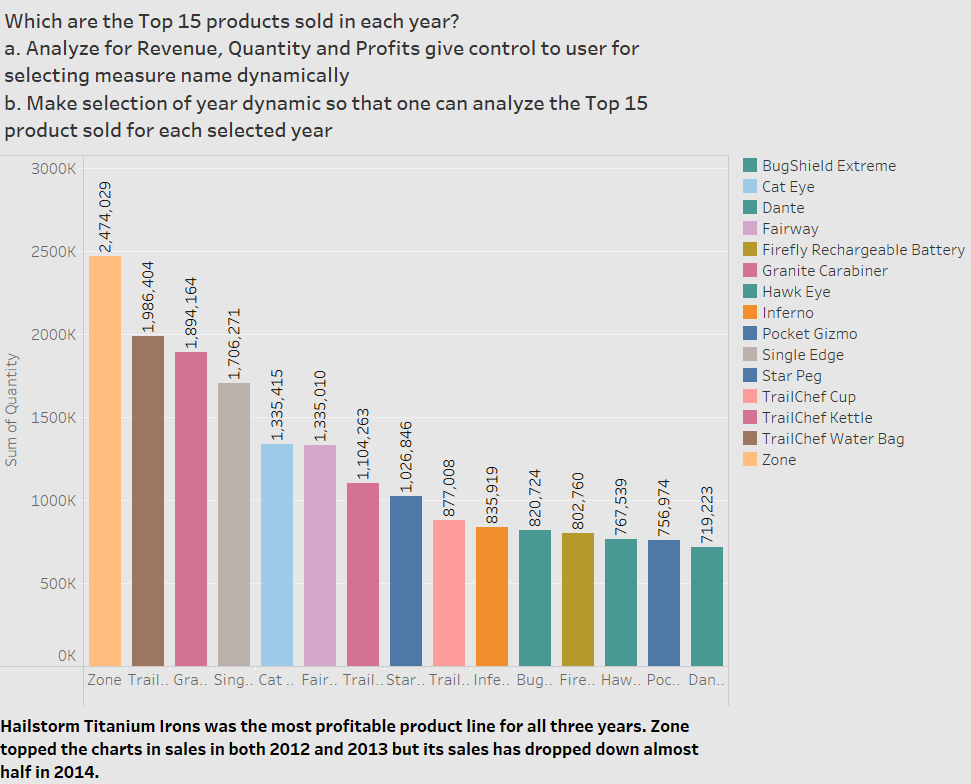 Which are the Top 15 products sold in each year?
a. Analyze for Revenue, Quantity and Profits give control to user for
selecting measure name dynamically
b. Make selection of year dynamic so that one can analyze the Top 15
product sold for each selected year
3000K
2500K
2000K
1500K
1000K
500K
0K
Sum of Quantity
2,474,029
1,986,404
1,894,164
1,706,271
1,335,415
1,335,010
1,104,263
1,026,846
877,008
835,919
820,724
802,760
767,539
756,974
719,223
Zone Trail.. Gra.. Sing.. Cat .. Fair.. Trail.. Star.. Trail.. Infe.. Bug.. Fire.. Haw.. Poc.. Dan..
BugShield Extreme
Cat Eye
Dante
Fairway
Firefly Rechargeable Battery
Granite Carabiner
Hawk Eye
Inferno
Pocket Gizmo
Single Edge
Star Peg
TrailChef Cup
TrailChef Kettle
TrailChef Water Bag
Zone
Hailstorm Titanium Irons was the most profitable product line for all three years. Zone
topped the charts in sales in both 2012 and 2013 but its sales has dropped down almost
half in 2014.